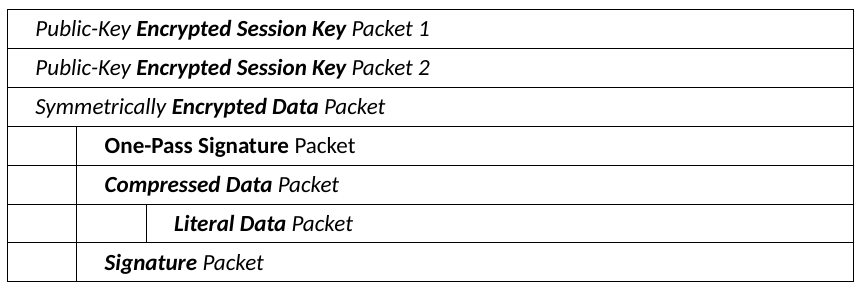 Public-Key Encrypted Session Key Packet 1
Public-Key Encrypted Session Key Packet 2
Symmetrically Encrypted Data Packet
One-Pass Signature Packet
Compressed Data Packet
Literal Data Packet
Signature Packet